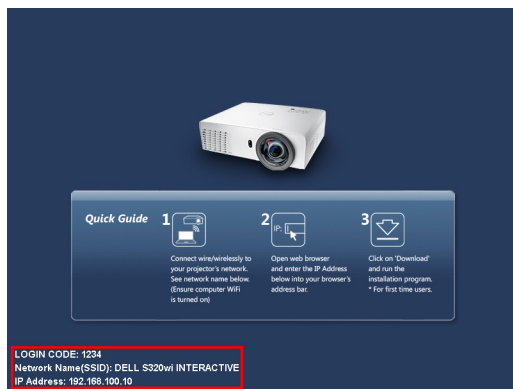 Quick Guide
1
Connect wire/wirelessly to
your projector's network.
See network name below.
(Ensure computer WiFi
is turned on)
2
IP:
Open web browser
and enter the IP Address
below into your browser's
address bar.
3
Click on 'Download'
and run the
installation program.
* For first time users.
LOGIN CODE: 1234
Network Name(SSID): DELL S320wi INTERACTIVE
IP Address: 192.168.100.10